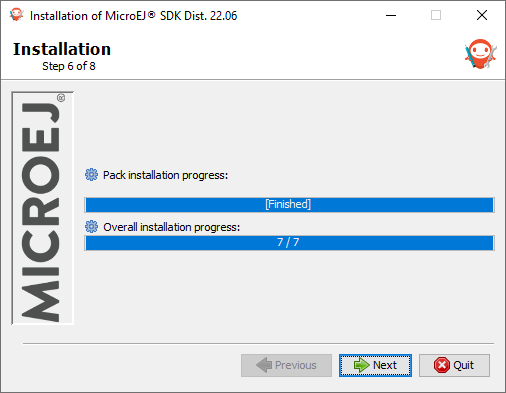 Installation of MicroEJ® SDK Dist. 22.06
Installation
Step 6 of 8
MICROEJ®
Pack installation progress:
[Finished]
Overall installation progress:
7 / 7
Previous
Next
Quit